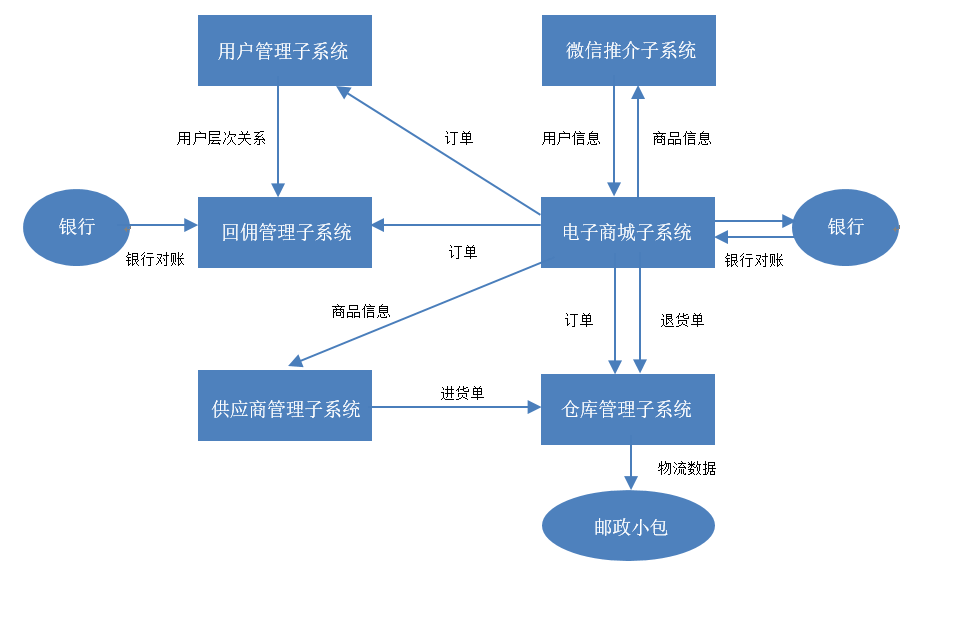 用户管理子系统
微信推介子系统
用户层次关系
订单
用户信息
商品信息
银行
回佣管理子系统
电子商城子系统
银行
银行对账
订单
银行对账
商品信息
订单
退货单
供应商管理子系统
进货单
仓库管理子系统
物流数据
邮政小包